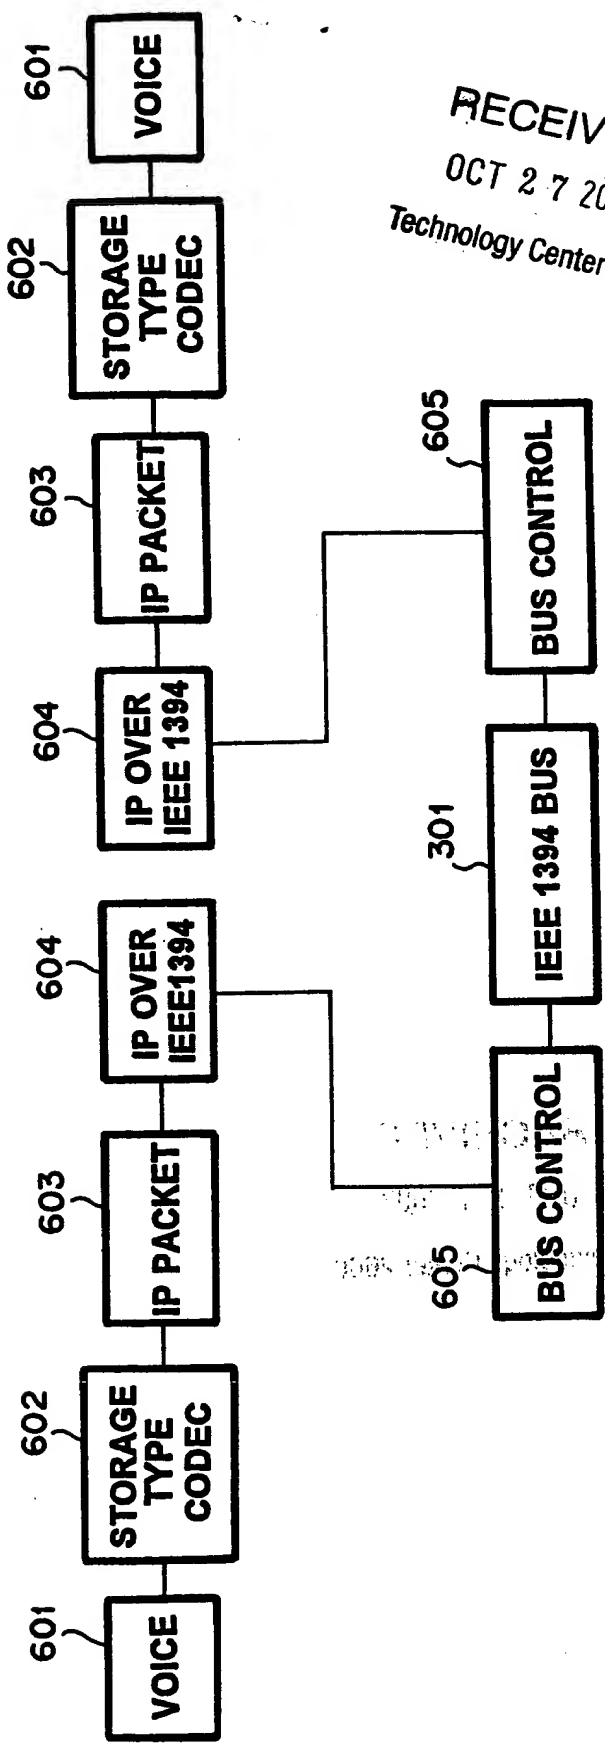 601
VOICE
602
STORAGE
TYPE
CODEC
603
IP PACKET
604
IP OVER
IEEE1394
604
IP OVER
IEEE 1394
603
IP PACKET
602
STORAGE
TYPE
CODEC
601
VOICE
605
BUS CONTROL
301
IEEE 1394 BUS
605
BUS CONTROL
RECEIV
OCT 27 20
Technology Center